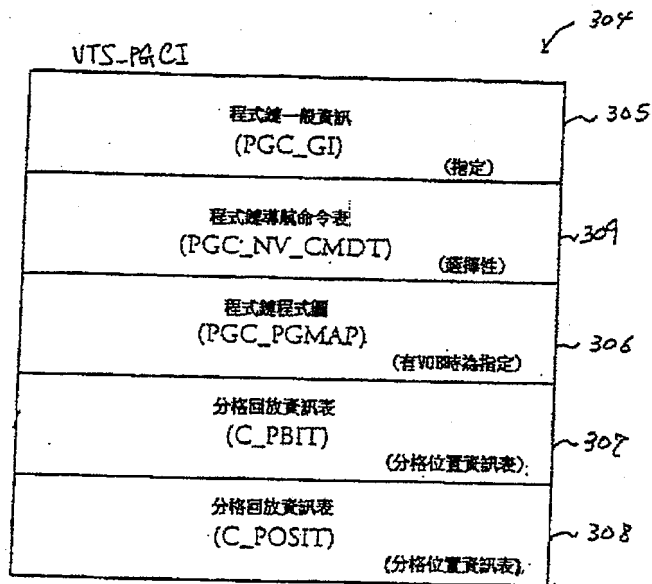 304
VTS_PGCI
程式鏈一般資訊
(PGC_GI)
(指定)
305
程式鏈導航命令表
(PGC_NV_CMDT)
(選擇性)
309
程式鏈程式圖
(PGC_PGMAP)
(有VOB時為指定)
306
分格回放資訊表
(C_PBIT)
(分格位置資訊表)
307
分格回放資訊表
(C_POSIT)
(分格位置資訊表)
308